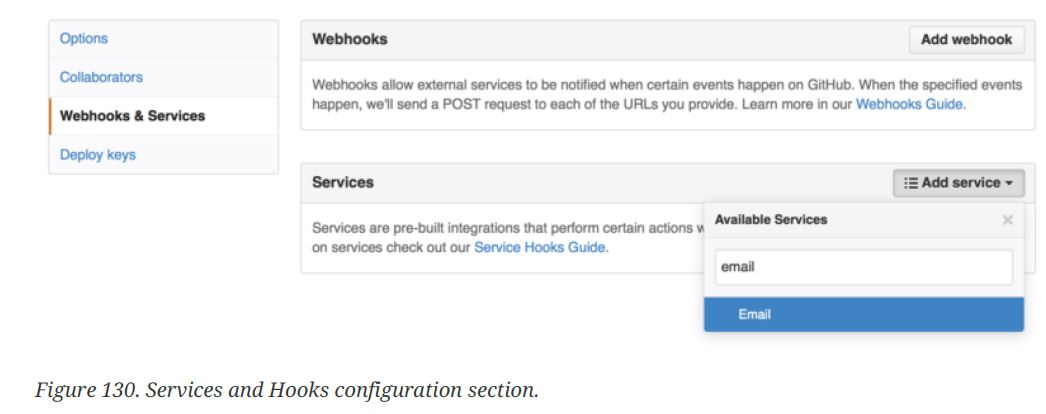 Options
Collaborators
Webhooks & Services
Deploy keys
Webhooks
Add webhook
Webhooks allow external services to be notified when certain events happen on GitHub. When the specified events
happen, we'll send a POST request to each of the URLs you provide. Learn more in our Webhooks Guide.
Services
Add service
Services are pre-built integrations that perform certain actions
on services check out our Service Hooks Guide.
Available Services
email
Email
Figure 130. Services and Hooks configuration section.